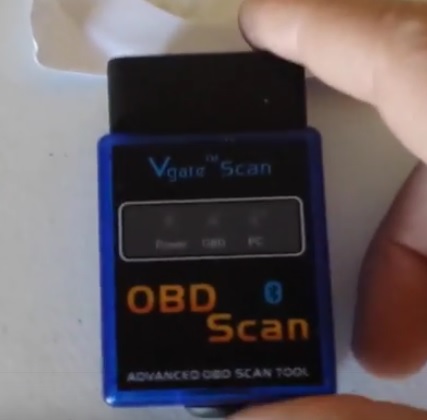 Vgate™ Scan
Power OBD PC
OBD
Scan
ADVANCED OBD SCAN TOOL